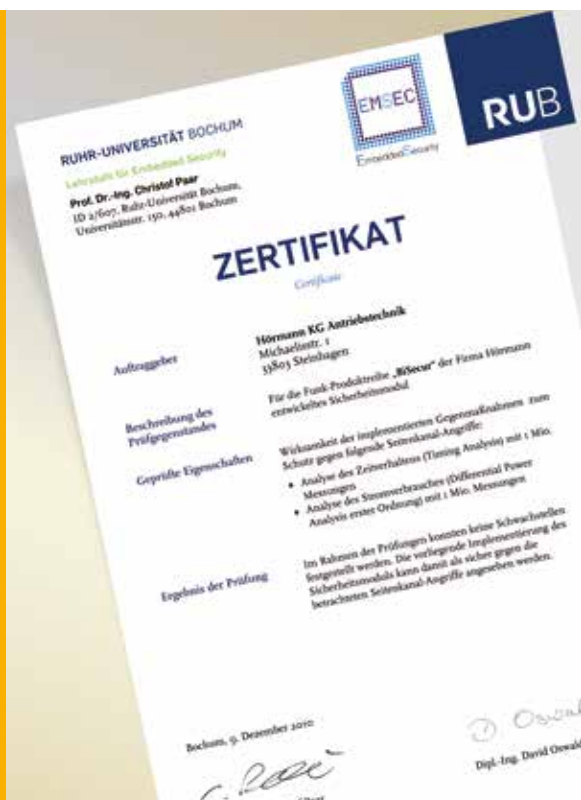 RUHR-UNIVERSITÄT BOCHUM
Lehrstuhl für Embedded Security
Prof. Dr.-Ing. Christof Paar
ID 2/607, Ruhr-Universität Bochum,
Universitätsstr. 150, 44801 Bochum
EMSEC
EmbeddedSecurity
RUB
ZERTIFIKAT
Certificate
Auftraggeber
Hörmann KG Antriebstechnik
Michaelisstr. 1
33803 Steinhagen
Beschreibung des
Prüfgegenstandes
Für die Funk-Produktreihe „BiSecur" der Firma Hörmann
entwickeltes Sicherheitsmodul
Geprüfte Eigenschaften
Wirksamkeit der implementierten Gegenmaßnahmen zum
Schutz gegen folgende Seitenkanal-Angriffe:
• Analyse des Zeitverhaltens (Timing Analysis) mit 1 Mio.
Messungen
• Analyse des Stromverbrauches (Differential Power
Analysis erster Ordnung) mit 1 Mio. Messungen
Ergebnis der Prüfung
Im Rahmen der Prüfungen konnten keine Schwachstellen
festgestellt werden. Die vorliegende Implementierung des
Sicherheitsmoduls kann damit als sicher gegen die
betrachteten Seitenkanal-Angriffe angesehen werden.
Bochum, 9. Dezember 2010
D Oswal
Dipl.-Ing. David Oswald